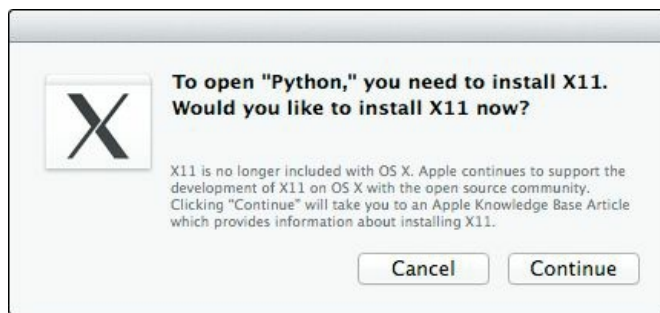 To open "Python," you need to install X11.
Would you like to install X11 now?
X11 is no longer included with OS X. Apple continues to support the
development of X11 on OS X with the open source community.
Clicking "Continue" will take you to an Apple Knowledge Base Article
which provides information about installing X11.
Cancel Continue